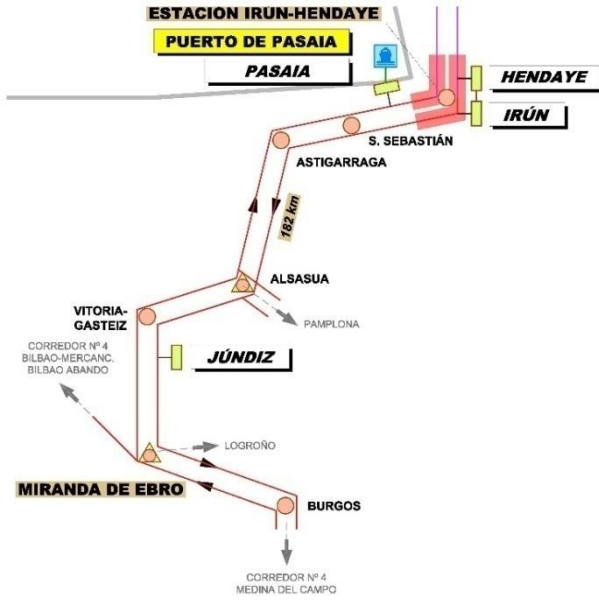 ESTACION IRÚN-HENDAYE
PUERTO DE PASAIA
PASAIA
HENDAYE
IRÚN
S. SEBASTIÁN
ASTIGARRAGA
182 km
ALSASUA
VITORIA-
GASTEIZ
PAMPLONA
CORREDOR Nº 4
BILBAO-MERCANC.
BILBAO ABANDO
JÚNDIZ
LOGROÑO
MIRANDA DE EBRO
BURGOS
CORREDOR Nº 4
MEDINA DEL CAMPO